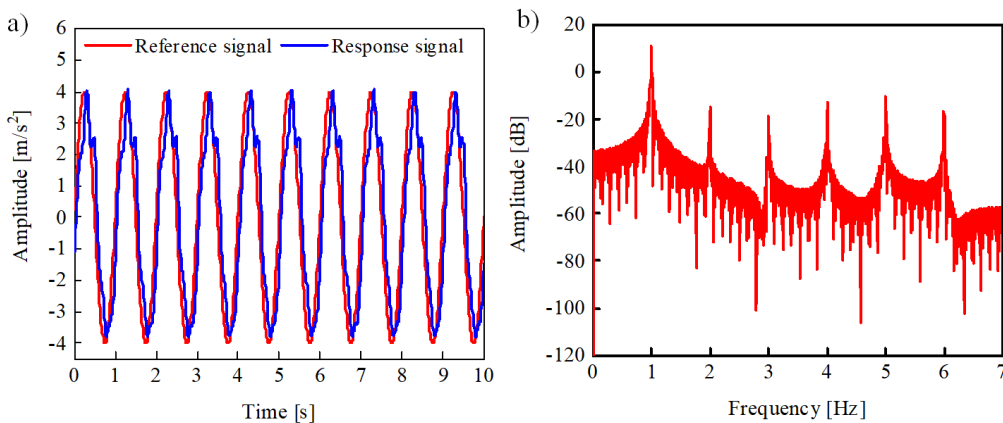 a)
Amplitude [m/s²]
6
5
4
3
2
1
0
-1
-2
-3
-4
Reference signal
Response signal
0 1 2 3 4 5 6 7 8 9 10
Time [s]
b)
Amplitude [dB]
20
0
-20
-40
-60
-80
-100
-120
0 1 2 3 4 5 6 7
Frequency [Hz]